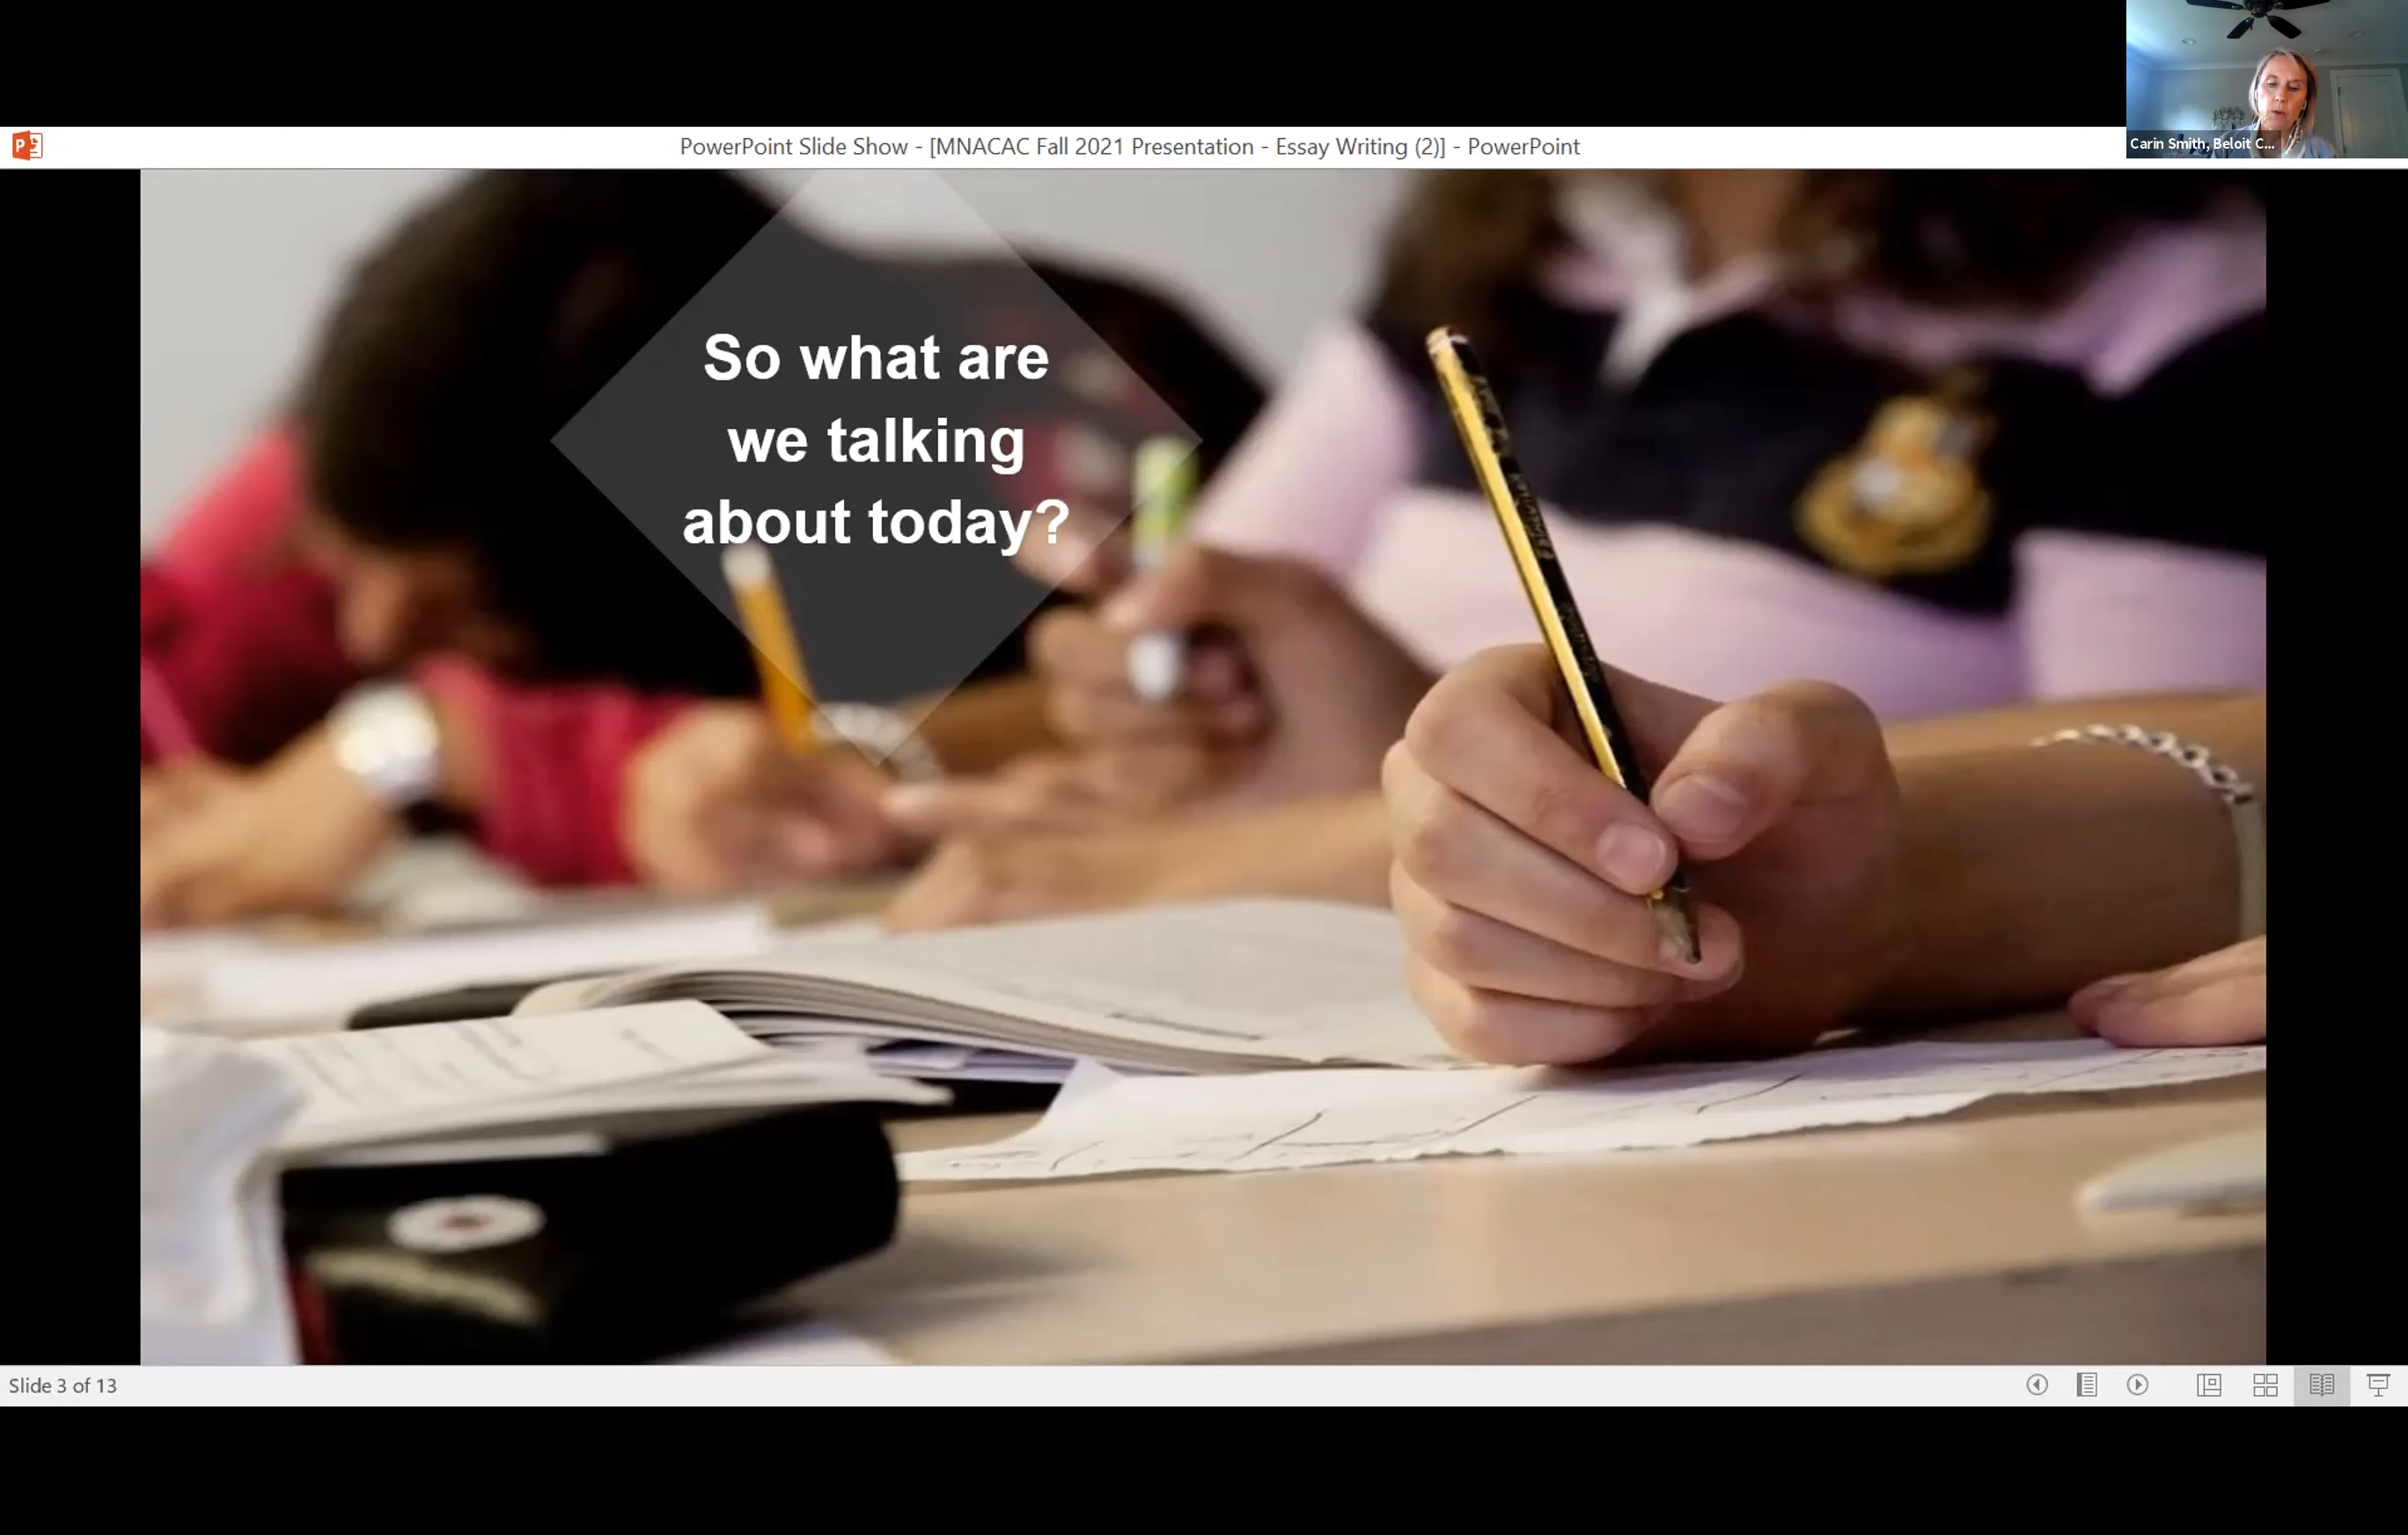 PowerPoint Slide Show - [MNACAC Fall 2021 Presentation - Essay Writing (2)] - PowerPoint
Carin Smith, Beloit C...
So what are
we talking
about today?
Slide 3 of 13